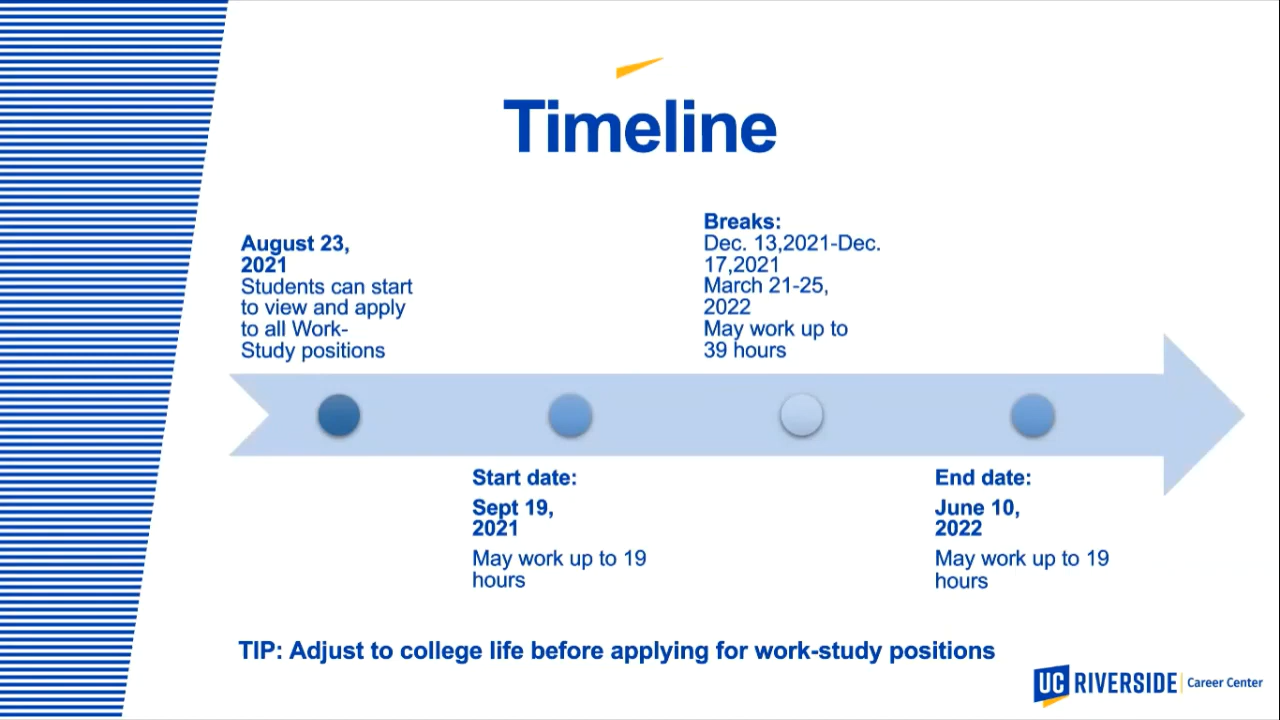 Timeline
August 23,
2021
Students can start
to view and apply
to all Work-
Study positions
Start date:
Sept 19,
2021
May work up to 19
hours
Breaks:
Dec. 13,2021-Dec.
17,2021
March 21-25,
2022
May work up to
39 hours
End date:
June 10,
2022
May work up to 19
hours
TIP: Adjust to college life before applying for work-study positions
UC RIVERSIDE | Career Center